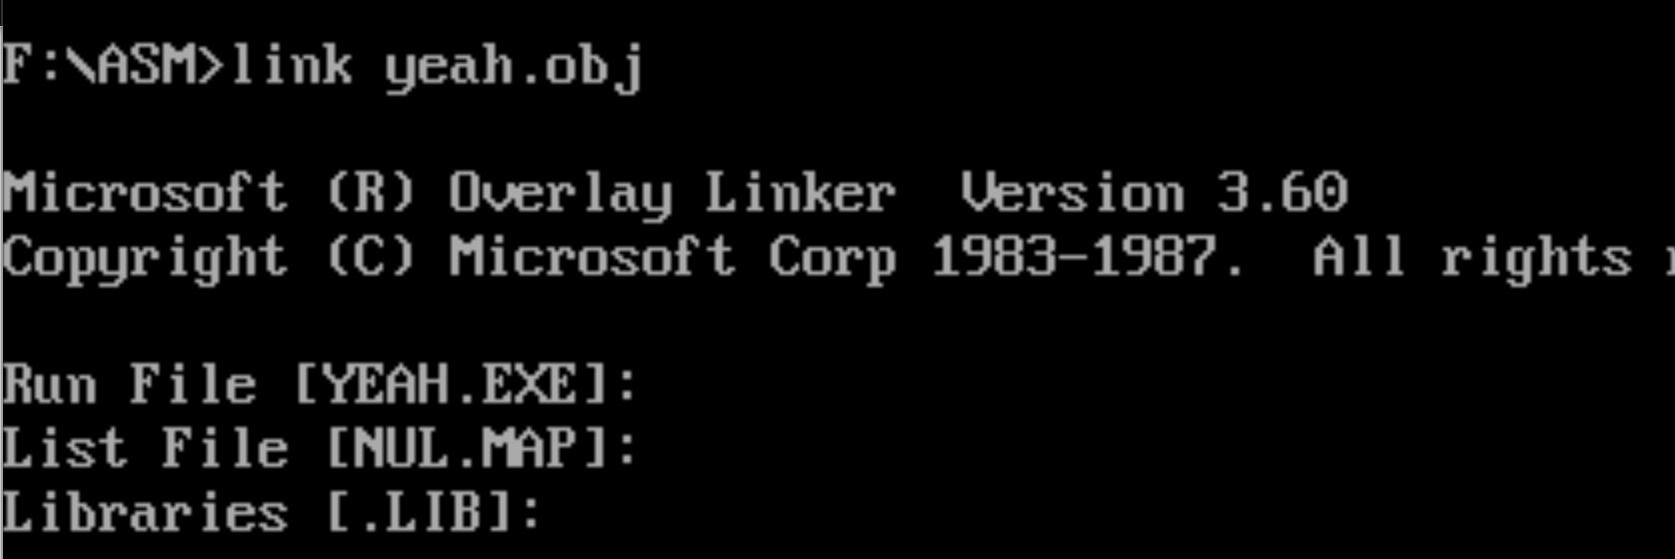 F:\ASM>link yeah.obj
Microsoft (R) Overlay Linker  Version 3.60
Copyright (C) Microsoft Corp 1983-1987.  All rights
Run File [YEAH.EXE]:
List File [NUL.MAP]:
Libraries [.LIB]: